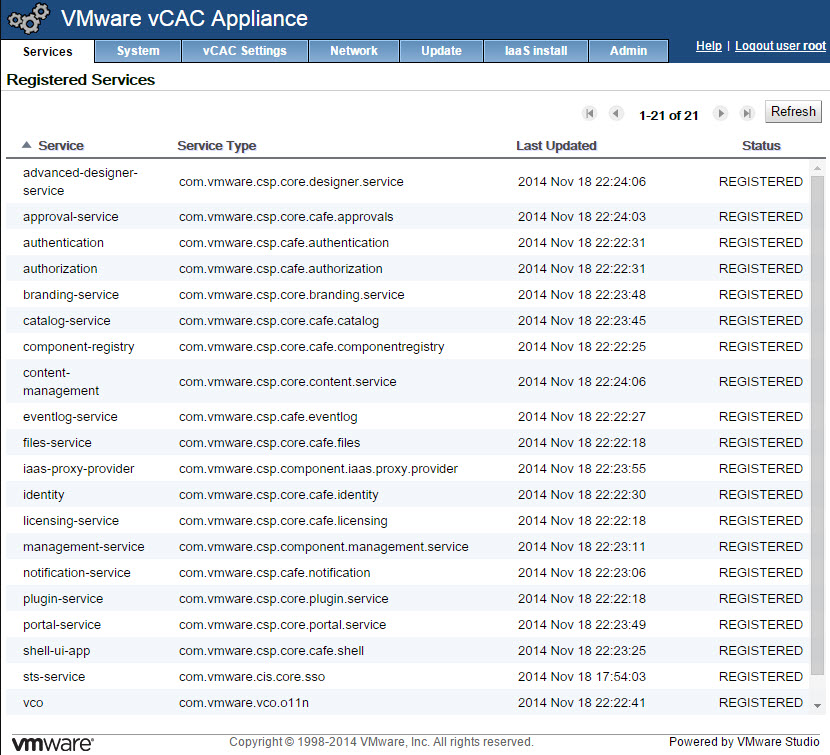 VMware vCAC Appliance
Services System vCAC Settings Network Update IaaS install Admin Help | Logout user root
Registered Services
1-21 of 21 Refresh
Service Service Type Last Updated Status
advanced-designer-
service com.vmware.csp.core.designer.service 2014 Nov 18 22:24:06 REGISTERED
approval-service com.vmware.csp.core.cafe.approvals 2014 Nov 18 22:24:03 REGISTERED
authentication com.vmware.csp.core.cafe.authentication 2014 Nov 18 22:22:31 REGISTERED
authorization com.vmware.csp.core.cafe.authorization 2014 Nov 18 22:22:31 REGISTERED
branding-service com.vmware.csp.core.branding.service 2014 Nov 18 22:23:48 REGISTERED
catalog-service com.vmware.csp.core.cafe.catalog 2014 Nov 18 22:23:45 REGISTERED
component-registry com.vmware.csp.core.cafe.componentregistry 2014 Nov 18 22:22:25 REGISTERED
content-
management com.vmware.csp.core.content.service 2014 Nov 18 22:24:06 REGISTERED
eventlog-service com.vmware.csp.cafe.eventlog 2014 Nov 18 22:22:27 REGISTERED
files-service com.vmware.csp.core.cafe.files 2014 Nov 18 22:22:18 REGISTERED
iaas-proxy-provider com.vmware.csp.component.iaas.proxy.provider 2014 Nov 18 22:23:55 REGISTERED
identity com.vmware.csp.core.cafe.identity 2014 Nov 18 22:22:30 REGISTERED
licensing-service com.vmware.csp.core.cafe.licensing 2014 Nov 18 22:22:18 REGISTERED
management-service com.vmware.csp.component.management.service 2014 Nov 18 22:23:11 REGISTERED
notification-service com.vmware.csp.cafe.notification 2014 Nov 18 22:23:06 REGISTERED
plugin-service com.vmware.csp.core.plugin.service 2014 Nov 18 22:22:18 REGISTERED
portal-service com.vmware.csp.core.portal.service 2014 Nov 18 22:23:49 REGISTERED
shell-ui-app com.vmware.csp.core.cafe.shell 2014 Nov 18 22:23:25 REGISTERED
sts-service com.vmware.cis.core.sso 2014 Nov 18 17:54:03 REGISTERED
vco com.vmware.vco.o11n 2014 Nov 18 22:22:41 REGISTERED
vmware Copyright © 1998-2014 VMware, Inc. All rights reserved. Powered by VMware Studio